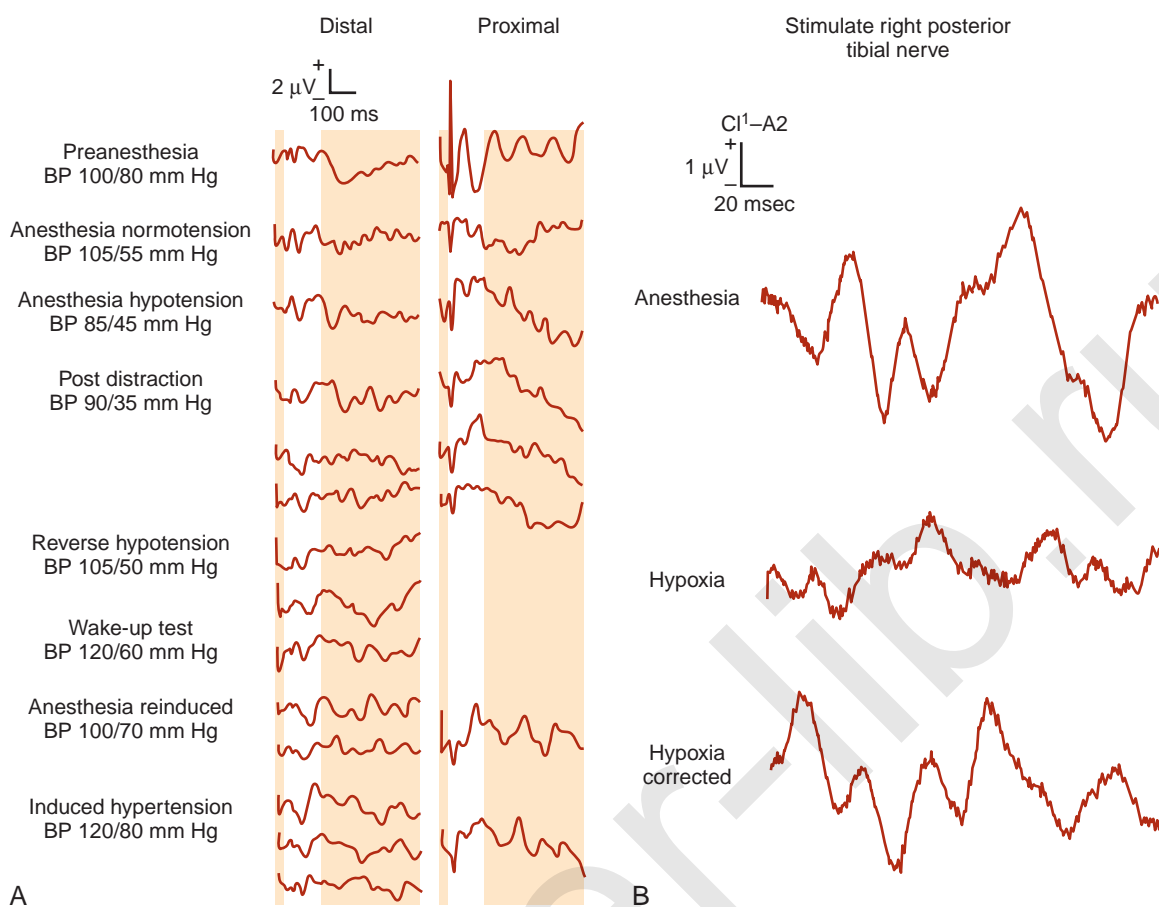 Distal
Proximal
2 µV
+
−
100 ms
Preanesthesia
BP 100/80 mm Hg
Anesthesia normotension
BP 105/55 mm Hg
Anesthesia hypotension
BP 85/45 mm Hg
Post distraction
BP 90/35 mm Hg
Reverse hypotension
BP 105/50 mm Hg
Wake-up test
BP 120/60 mm Hg
Anesthesia reinduced
BP 100/70 mm Hg
Induced hypertension
BP 120/80 mm Hg
A
Stimulate right posterior
tibial nerve
Cl¹–A2
1 µV
+
−
20 msec
Anesthesia
Hypoxia
Hypoxia
corrected
B